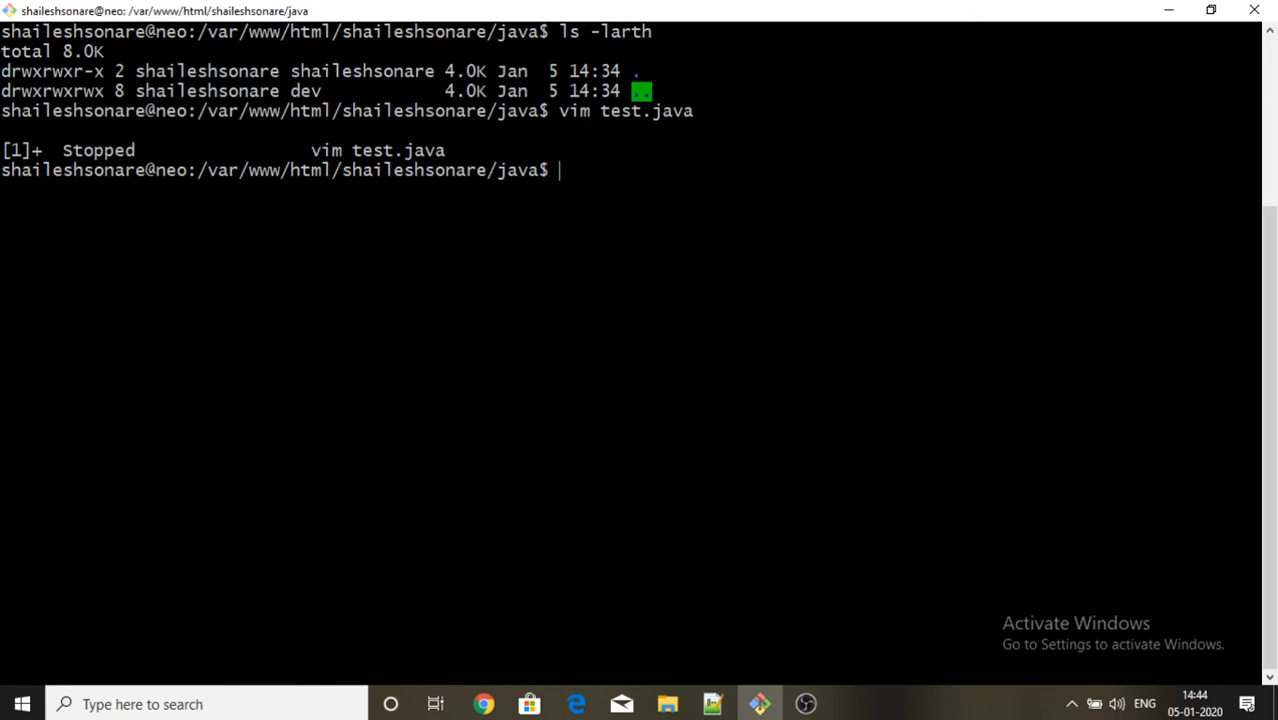 shaileshsonare@neo: /var/www/html/shaileshsonare/java
shaileshsonare@neo:/var/www/html/shaileshsonare/java$ ls -larth
total 8.0K
drwxrwxr-x 2 shaileshsonare shaileshsonare 4.0K Jan  5 14:34 .
drwxrwxrwx 8 shaileshsonare dev            4.0K Jan  5 14:34 ..
shaileshsonare@neo:/var/www/html/shaileshsonare/java$ vim test.java
[1]+  Stopped                 vim test.java
shaileshsonare@neo:/var/www/html/shaileshsonare/java$
Activate Windows
Go to Settings to activate Windows.
Type here to search
ENG
14:44
05-01-2020